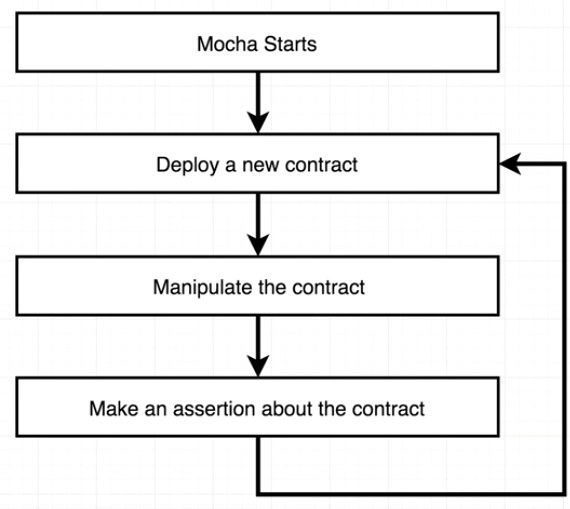 Mocha Starts
Deploy a new contract
Manipulate the contract
Make an assertion about the contract